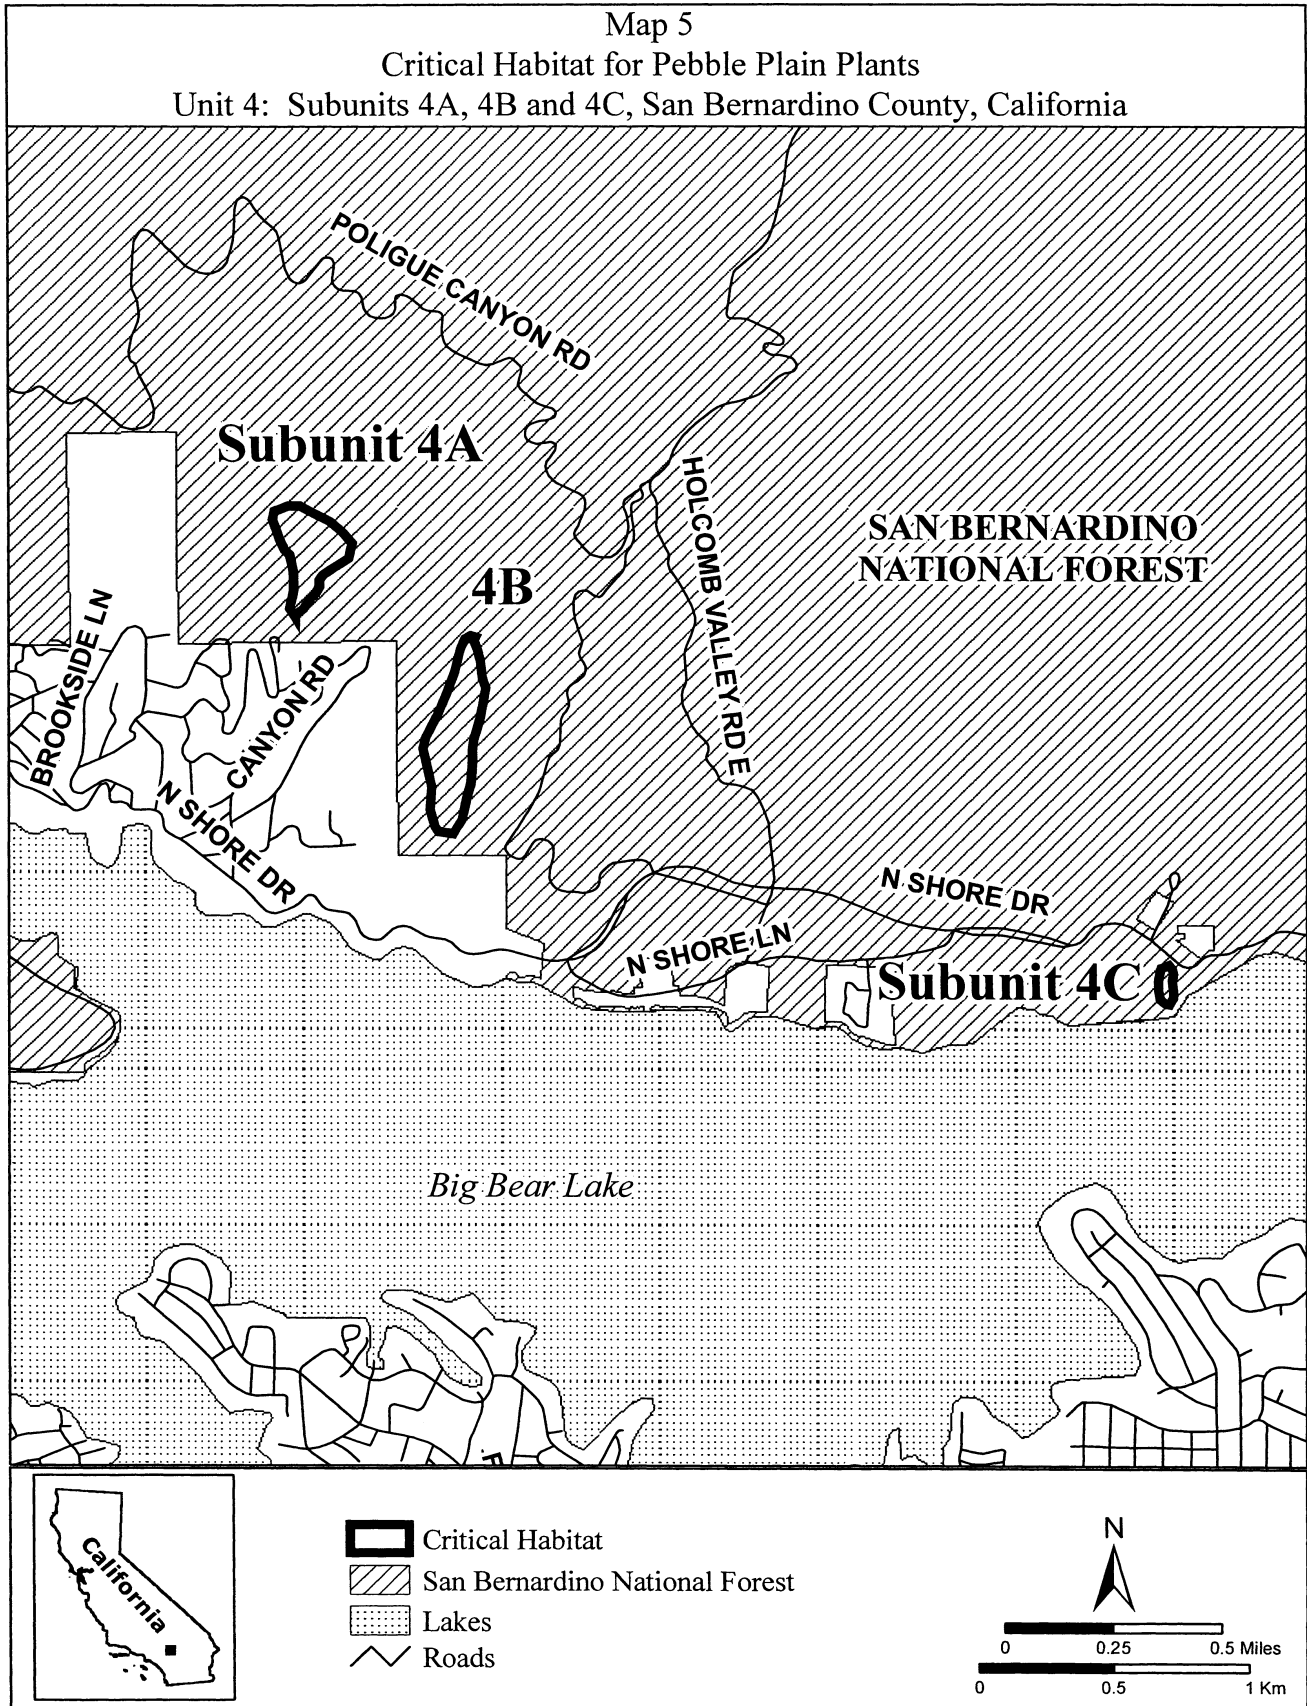 Map 5
Critical Habitat for Pebble Plain Plants
Unit 4: Subunits 4A, 4B and 4C, San Bernardino County, California
POLIGUE CANYON RD
Subunit 4A
HOLCOMB VALLEY RD E
SAN BERNARDINO
NATIONAL FOREST
4B
BROOKSIDE LN
CANYON RD
N SHORE DR
N SHORE DR
N SHORE LN
Subunit 4C
Big Bear Lake
California
Critical Habitat
San Bernardino National Forest
Lakes
Roads
N
0 0.25 0.5 Miles
0 0.5 1 Km